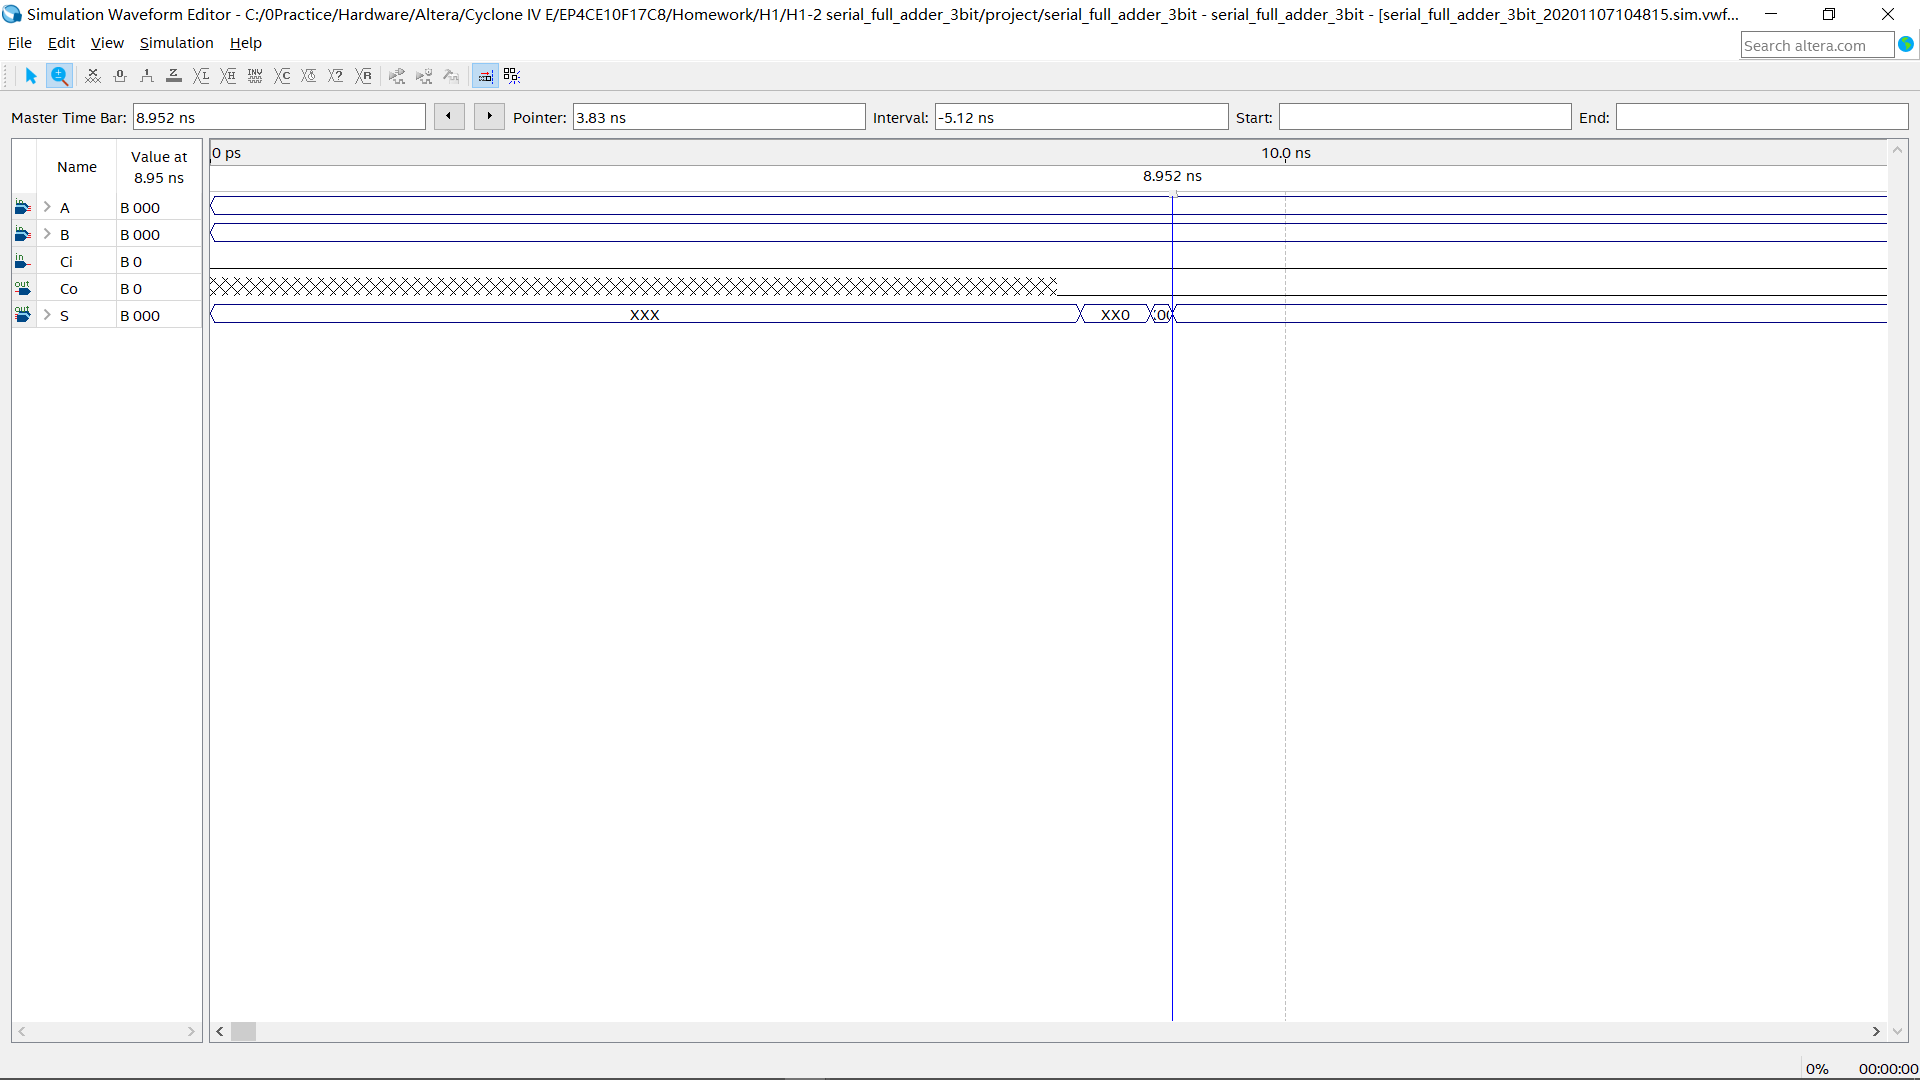 Simulation Waveform Editor - C:/0Practice/Hardware/Altera/Cyclone IV E/EP4CE10F17C8/Homework/H1/H1-2 serial_full_adder_3bit/project/serial_full_adder_3bit - serial_full_adder_3bit - [serial_full_adder_3bit_20201107104815.sim.vwf...
File Edit View Simulation Help
Search altera.com
Master Time Bar: 8.952 ns Pointer: 3.83 ns Interval: -5.12 ns Start: End:
Name Value at 8.95 ns
0 ps 10.0 ns
8.952 ns
A B 000
B B 000
Ci B 0
Co B 0
S B 000 XXX XX0
0% 00:00:00